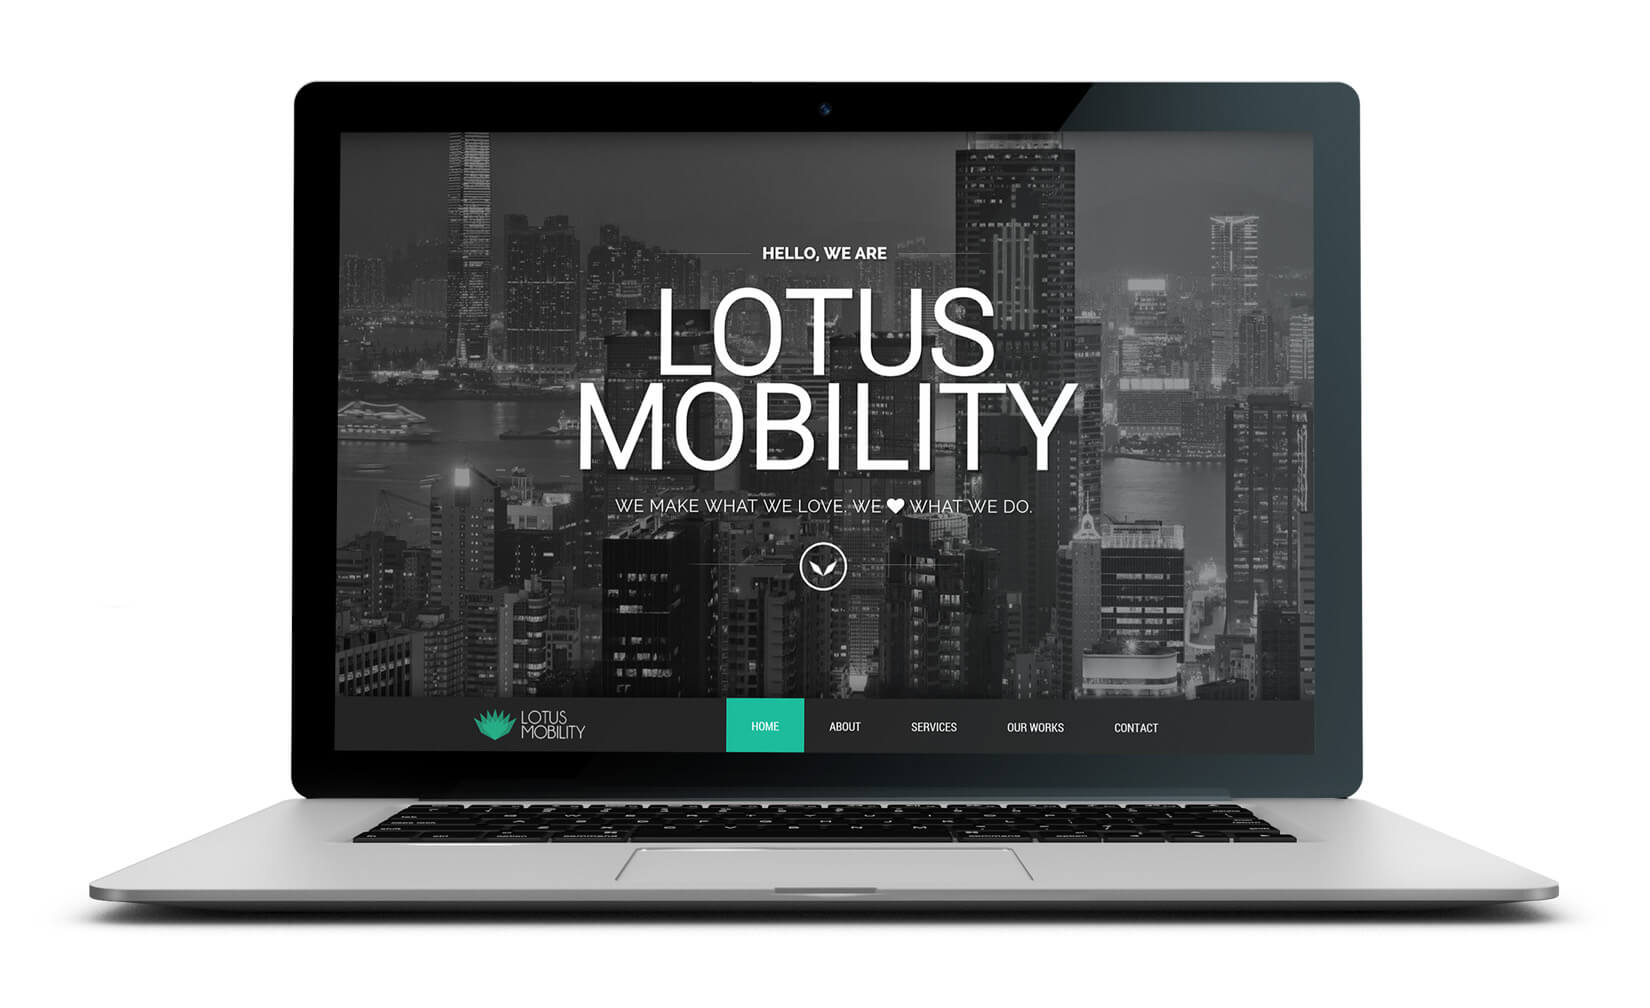 HELLO, WE ARE
LOTUS
MOBILITY
WE MAKE WHAT WE LOVE. WE ♥ WHAT WE DO.
LOTUS
MOBILITY
HOME ABOUT SERVICES OUR WORKS CONTACT